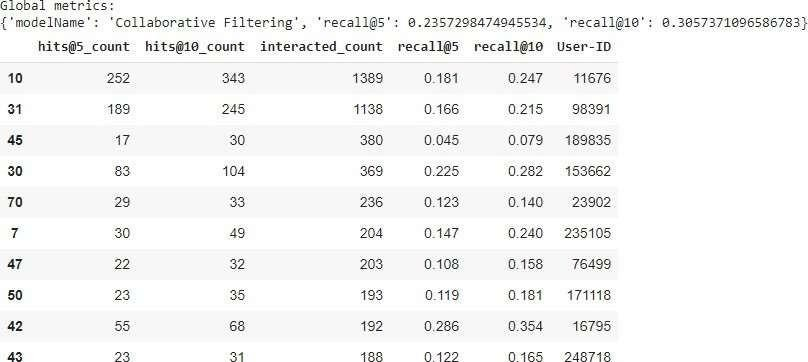 Global metrics:
{'modelName': 'Collaborative Filtering', 'recall@5': 0.2357298474945534, 'recall@10': 0.3057371096586783}
hits@5_count hits@10_count interacted_count recall@5 recall@10 User-ID
10 252 343 1389 0.181 0.247 11676
31 189 245 1138 0.166 0.215 98391
45 17 30 380 0.045 0.079 189835
30 83 104 369 0.225 0.282 153662
70 29 33 236 0.123 0.140 23902
7 30 49 204 0.147 0.240 235105
47 22 32 203 0.108 0.158 76499
50 23 35 193 0.119 0.181 171118
42 55 68 192 0.286 0.354 16795
43 23 31 188 0.122 0.165 248718